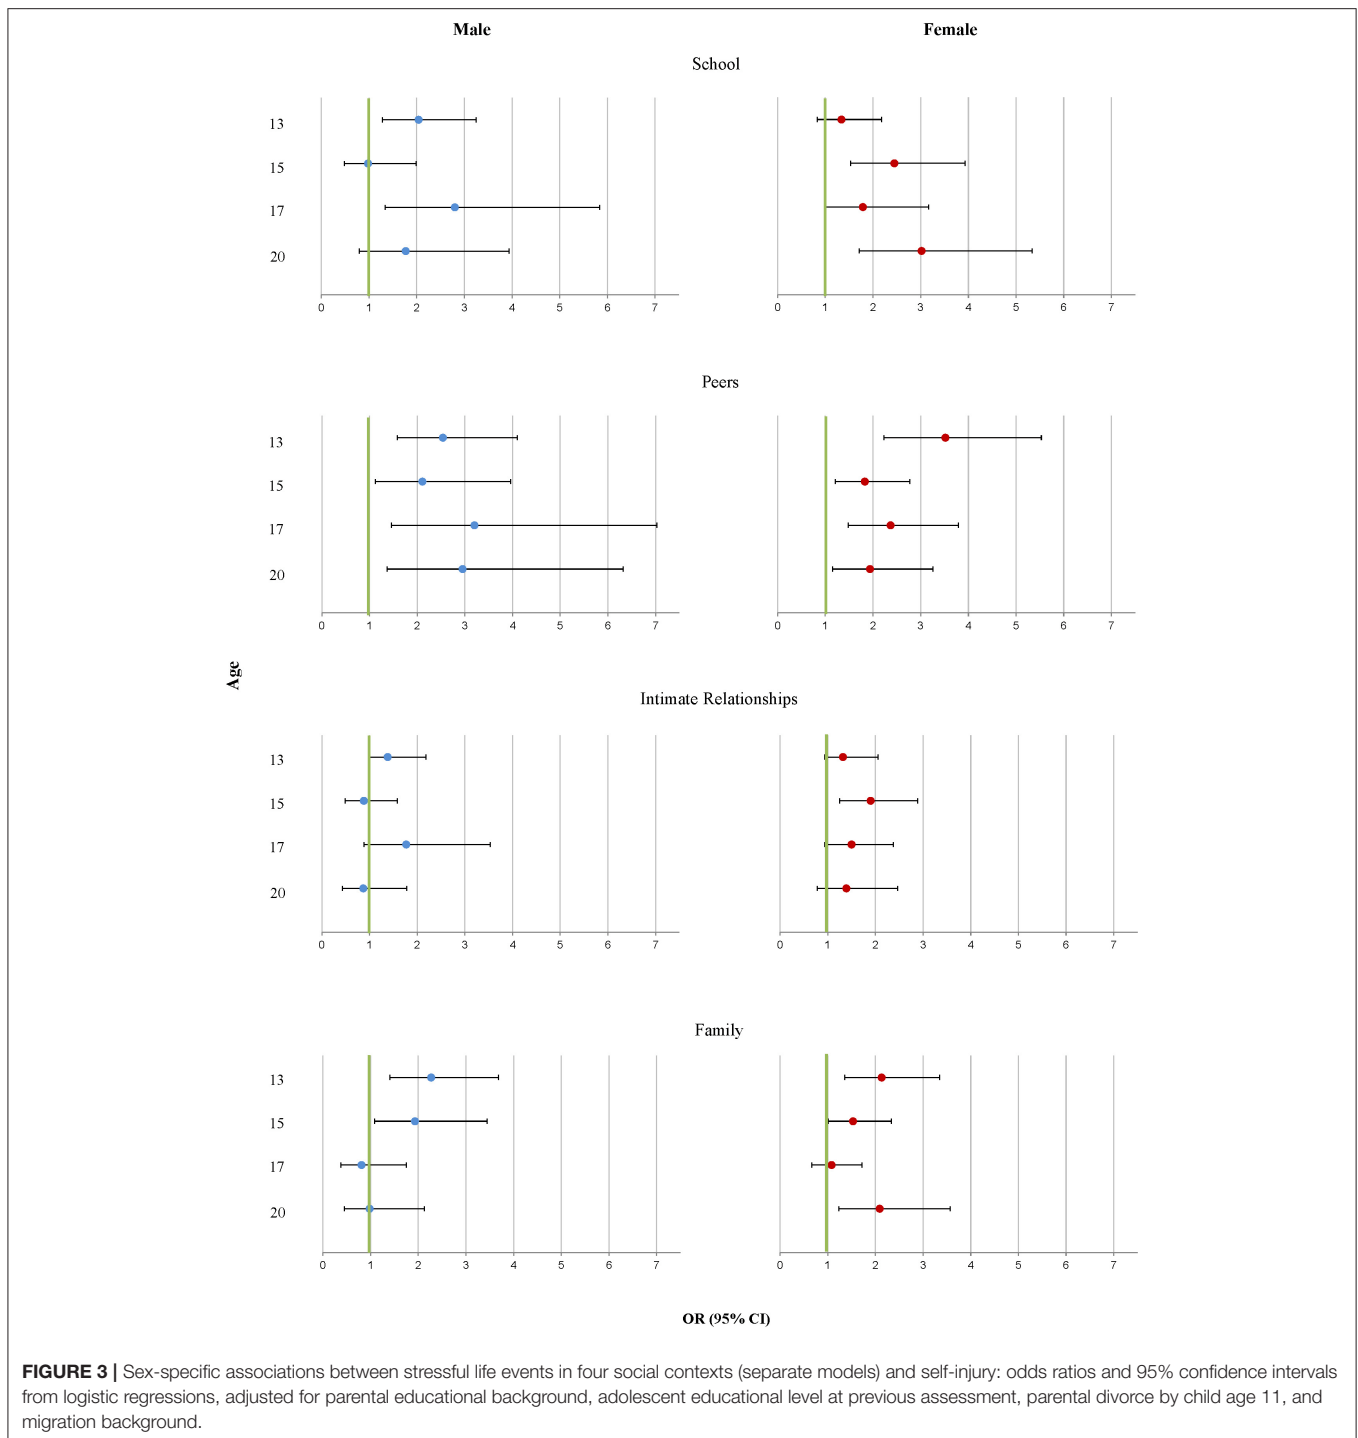 Male Female
School
13
15
17
20
0 1 2 3 4 5 6 7 0 1 2 3 4 5 6 7
Peers
13
15
17
20
0 1 2 3 4 5 6 7 0 1 2 3 4 5 6 7
Age
Intimate Relationships
13
15
17
20
0 1 2 3 4 5 6 7 0 1 2 3 4 5 6 7
Family
13
15
17
20
0 1 2 3 4 5 6 7 0 1 2 3 4 5 6 7
OR (95% CI)
FIGURE 3 | Sex-specific associations between stressful life events in four social contexts (separate models) and self-injury: odds ratios and 95% confidence intervals
from logistic regressions, adjusted for parental educational background, adolescent educational level at previous assessment, parental divorce by child age 11, and
migration background.